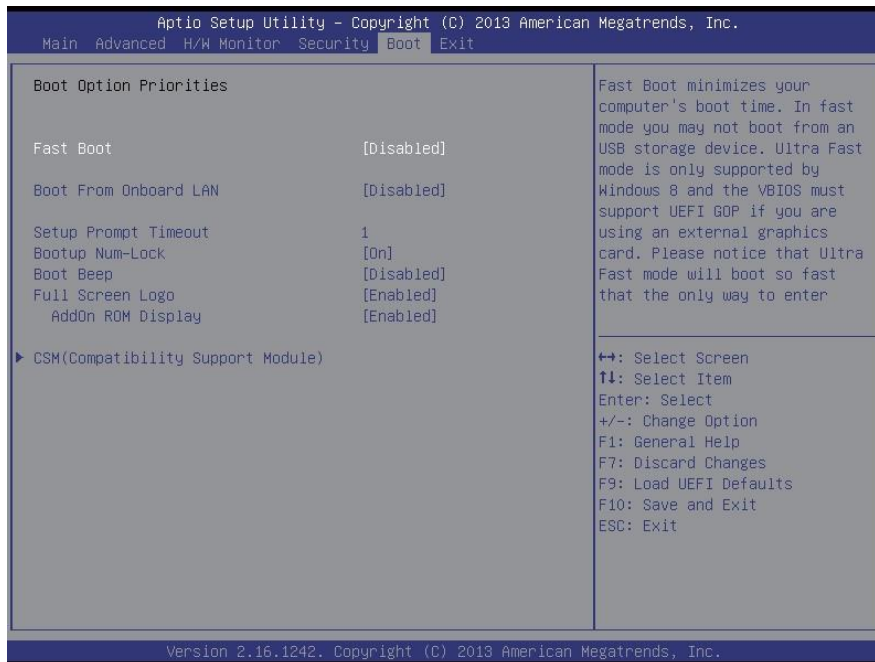 Aptio Setup Utility – Copyright (C) 2013 American Megatrends, Inc.
Main Advanced H/W Monitor Security Boot Exit
Boot Option Priorities
Fast Boot [Disabled]
Boot From Onboard LAN [Disabled]
Setup Prompt Timeout 1
Bootup Num-Lock [On]
Boot Beep [Disabled]
Full Screen Logo [Enabled]
AddOn ROM Display [Enabled]
▶ CSM(Compatibility Support Module)
Fast Boot minimizes your
computer's boot time. In fast
mode you may not boot from an
USB storage device. Ultra Fast
mode is only supported by
Windows 8 and the VBIOS must
support UEFI GOP if you are
using an external graphics
card. Please notice that Ultra
Fast mode will boot so fast
that the only way to enter
↔: Select Screen
↑↓: Select Item
Enter: Select
+/-: Change Option
F1: General Help
F7: Discard Changes
F9: Load UEFI Defaults
F10: Save and Exit
ESC: Exit
Version 2.16.1242. Copyright (C) 2013 American Megatrends, Inc.